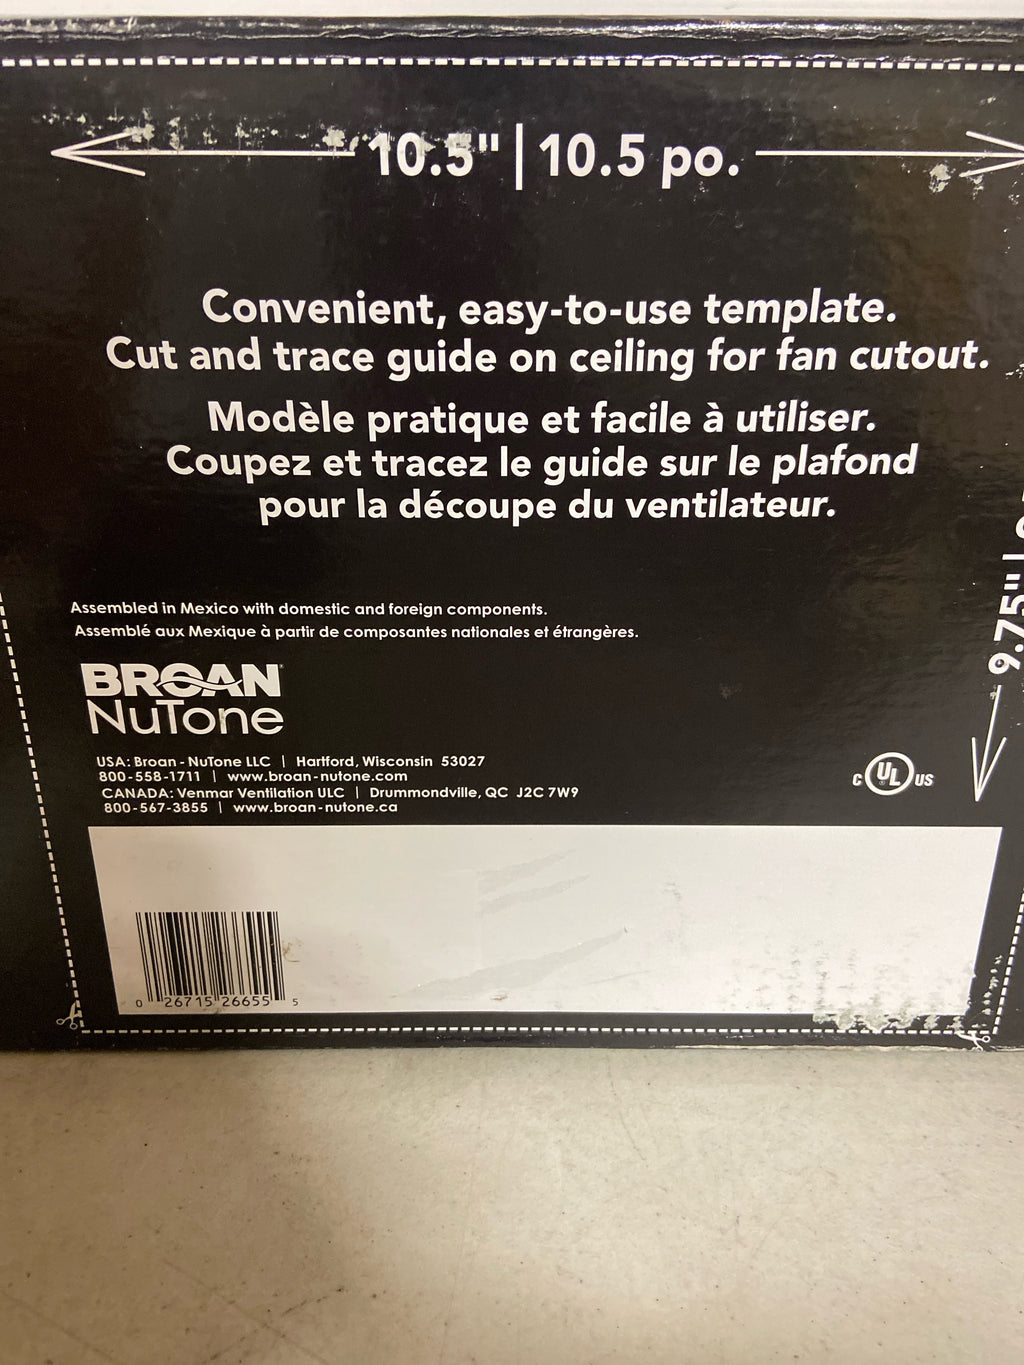 10.5" | 10.5 po.
Convenient, easy-to-use template.
Cut and trace guide on ceiling for fan cutout.
Modèle pratique et facile à utiliser.
Coupez et tracez le guide sur le plafond
pour la découpe du ventilateur.
9.75" |
Assembled in Mexico with domestic and foreign components.
Assemblé aux Mexique à partir de composantes nationales et étrangères.
BROAN
NuTone
USA: Broan - NuTone LLC | Hartford, Wisconsin 53027
800-558-1711 | www.broan-nutone.com
CANADA: Venmar Ventilation ULC | Drummondville, QC J2C 7W9
800-567-3855 | www.broan-nutone.ca
C UL US
0 26715 26655 5